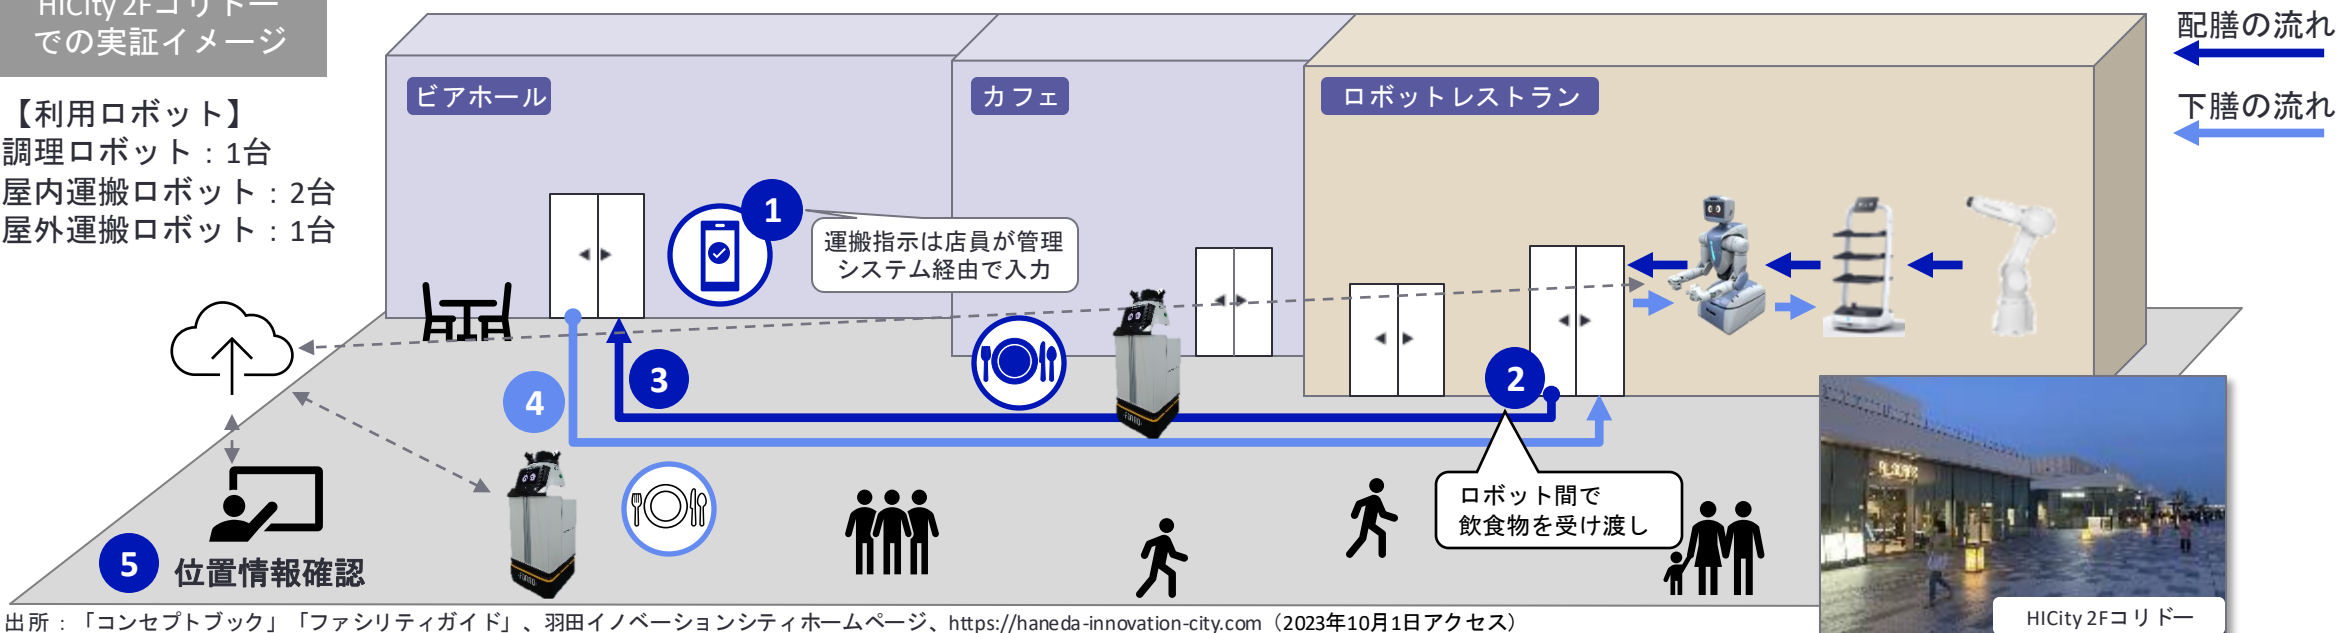 HICity 2Fコリドー
での実証イメージ
【利用ロボット】
調理ロボット：1台
屋内運搬ロボット：2台
屋外運搬ロボット：1台
ビアホール
カフェ
ロボットレストラン
配膳の流れ
下膳の流れ
1
運搬指示は店員が管理
システム経由で入力
2
3
4
ロボット間で
飲食物を受け渡し
5
位置情報確認
HICity 2Fコリドー
出所：「コンセプトブック」「ファシリティガイド」、羽田イノベーションシティホームページ、https://haneda-innovation-city.com（2023年10月1日アクセス）